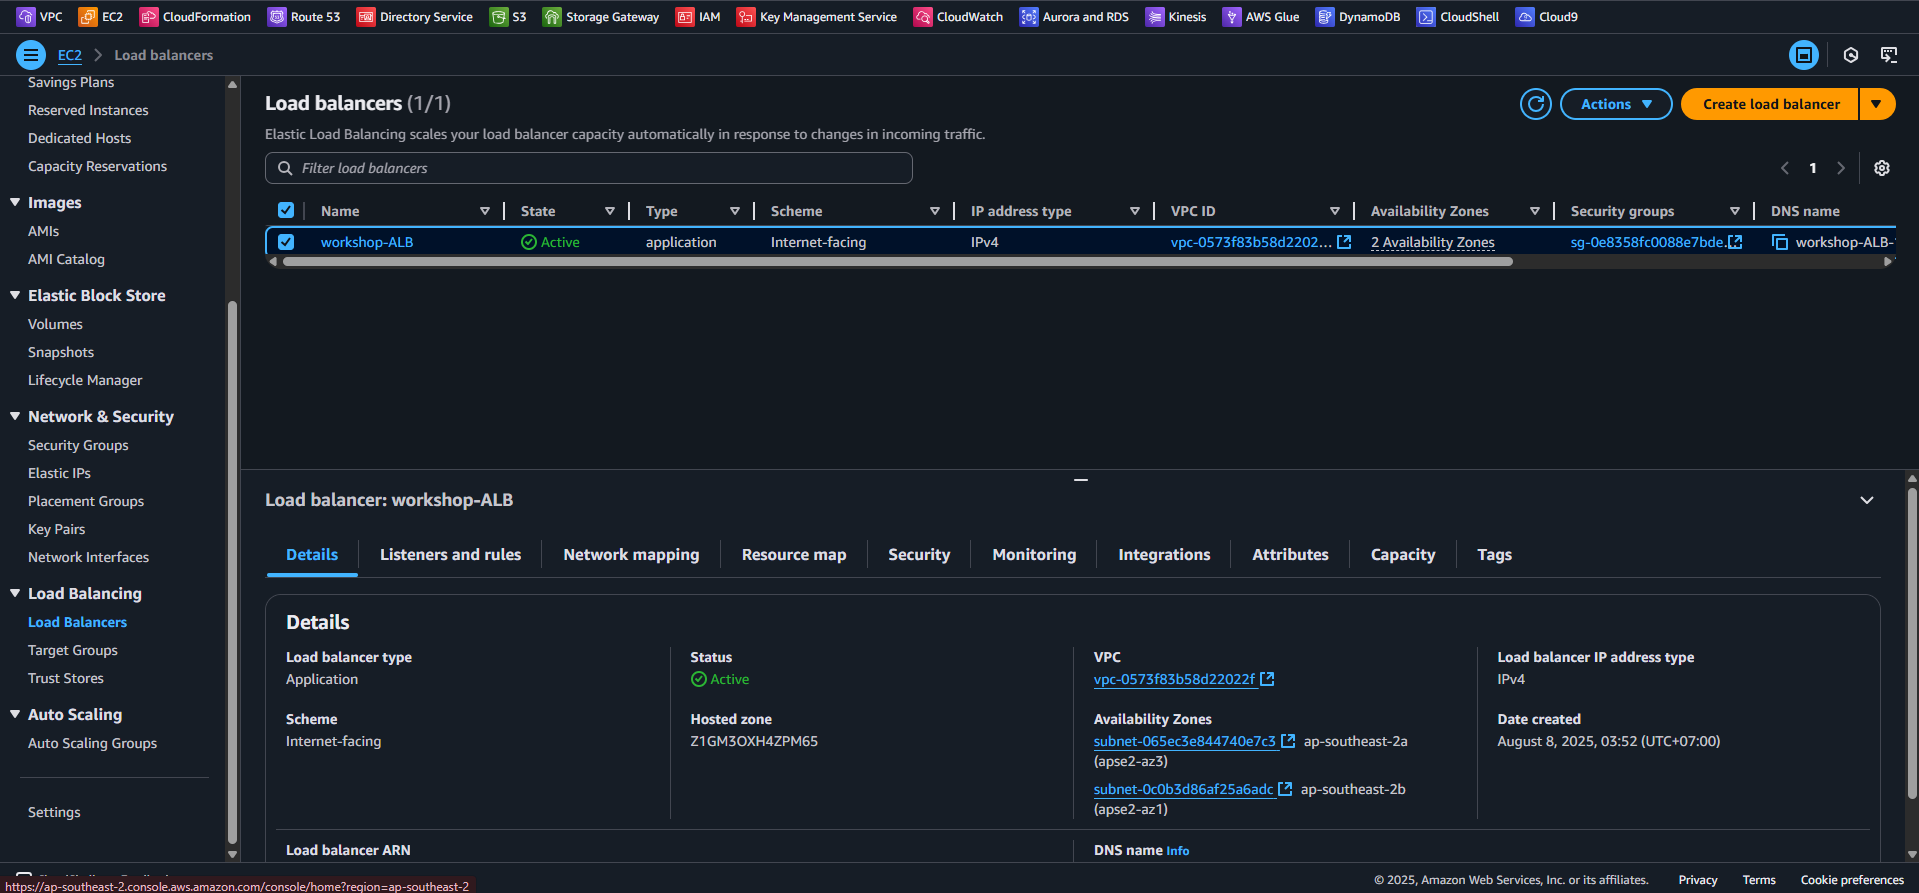 VPC EC2 CloudFormation Route 53 Directory Service S3 Storage Gateway IAM Key Management Service CloudWatch Aurora and RDS Kinesis AWS Glue DynamoDB CloudShell Cloud9
EC2 Load balancers
Savings Plans
Reserved Instances
Dedicated Hosts
Capacity Reservations
Images
AMIs
AMI Catalog
Elastic Block Store
Volumes
Snapshots
Lifecycle Manager
Network & Security
Security Groups
Elastic IPs
Placement Groups
Key Pairs
Network Interfaces
Load Balancing
Load Balancers
Target Groups
Trust Stores
Auto Scaling
Auto Scaling Groups
Settings
Load balancers (1/1)
Actions
Create load balancer
Elastic Load Balancing scales your load balancer capacity automatically in response to changes in incoming traffic.
Filter load balancers
1
Name State Type Scheme IP address type VPC ID Availability Zones Security groups DNS name
workshop-ALB Active application Internet-facing IPv4 vpc-0573f83b58d2202... 2 Availability Zones sg-0e8358fc0088e7bde... workshop-ALB-
Load balancer: workshop-ALB
Details Listeners and rules Network mapping Resource map Security Monitoring Integrations Attributes Capacity Tags
Details
Load balancer type
Application
Status
Active
VPC
vpc-0573f83b58d22022f
Load balancer IP address type
IPv4
Scheme
Internet-facing
Hosted zone
Z1GM3OXH4ZPM65
Availability Zones
subnet-065ec3e844740e7c3 ap-southeast-2a
(apse2-az3)
subnet-0c0b3d86af25a6adc ap-southeast-2b
(apse2-az1)
Date created
August 8, 2025, 03:52 (UTC+07:00)
Load balancer ARN
DNS name Info
https://ap-southeast-2.console.aws.amazon.com/console/home?region=ap-southeast-2
© 2025, Amazon Web Services, Inc. or its affiliates. Privacy Terms Cookie preferences